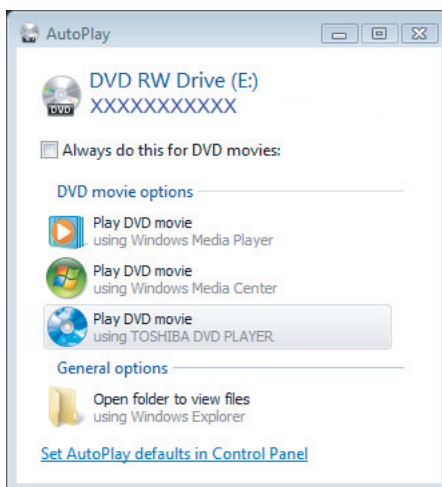 AutoPlay
DVD RW Drive (E:)
XXXXXXXXXXX
DVD
Always do this for DVD movies:
DVD movie options
Play DVD movie
using Windows Media Player
Play DVD movie
using Windows Media Center
Play DVD movie
using TOSHIBA DVD PLAYER
General options
Open folder to view files
using Windows Explorer
Set AutoPlay defaults in Control Panel